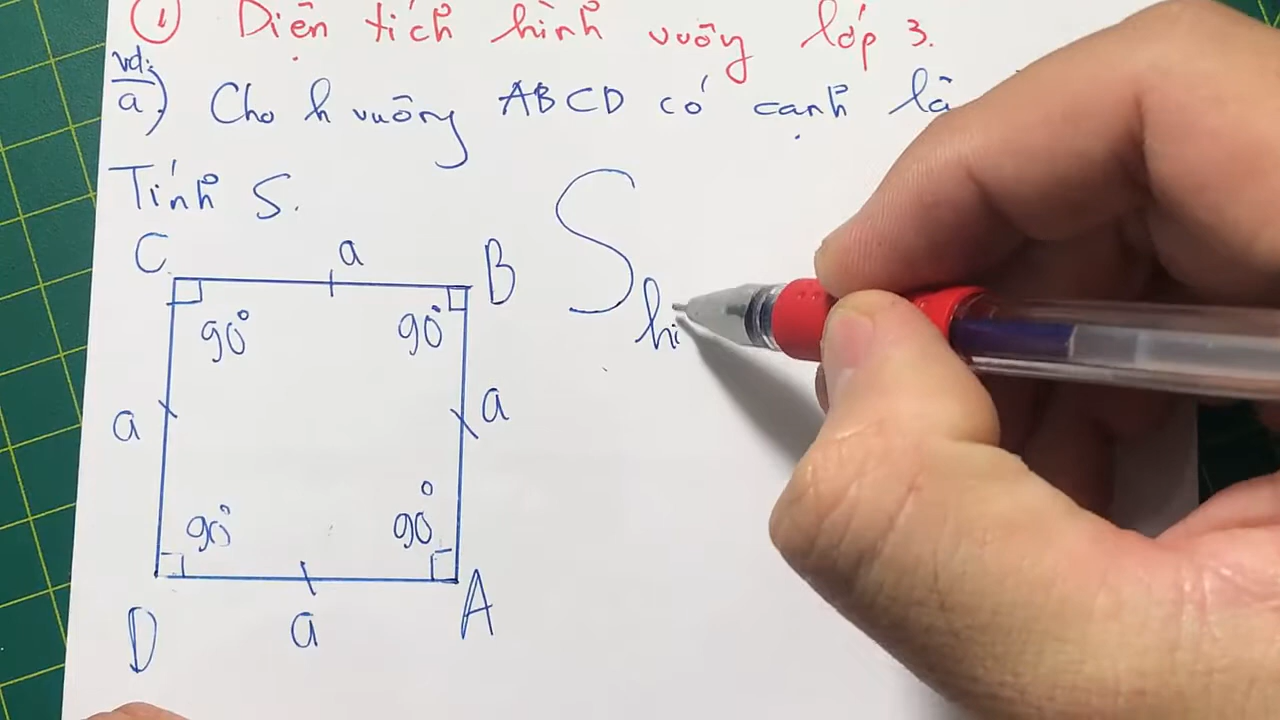 ① Diện tích hình vuông lớp 3.
vd:
a) Cho h vuông ABCD có cạnh là
Tính S.
C a B
90° 90°
S hì
a a
90° 90°
D a A